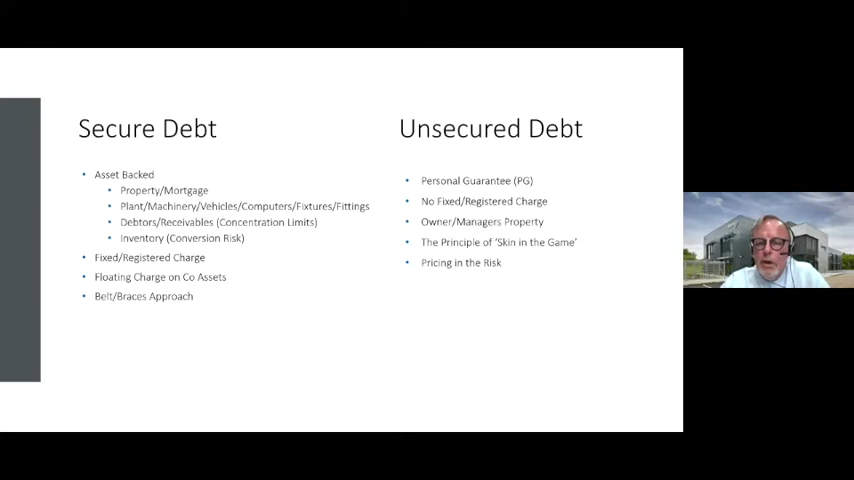 Secure Debt
Asset Backed
Property/Mortgage
Plant/Machinery/Vehicles/Computers/Fixtures/Fittings
Debtors/Receivables (Concentration Limits)
Inventory (Conversion Risk)
Fixed/Registered Charge
Floating Charge on Co Assets
Belt/Braces Approach
Unsecured Debt
Personal Guarantee (PG)
No Fixed/Registered Charge
Owner/Managers Property
The Principle of ‘Skin in the Game’
Pricing in the Risk